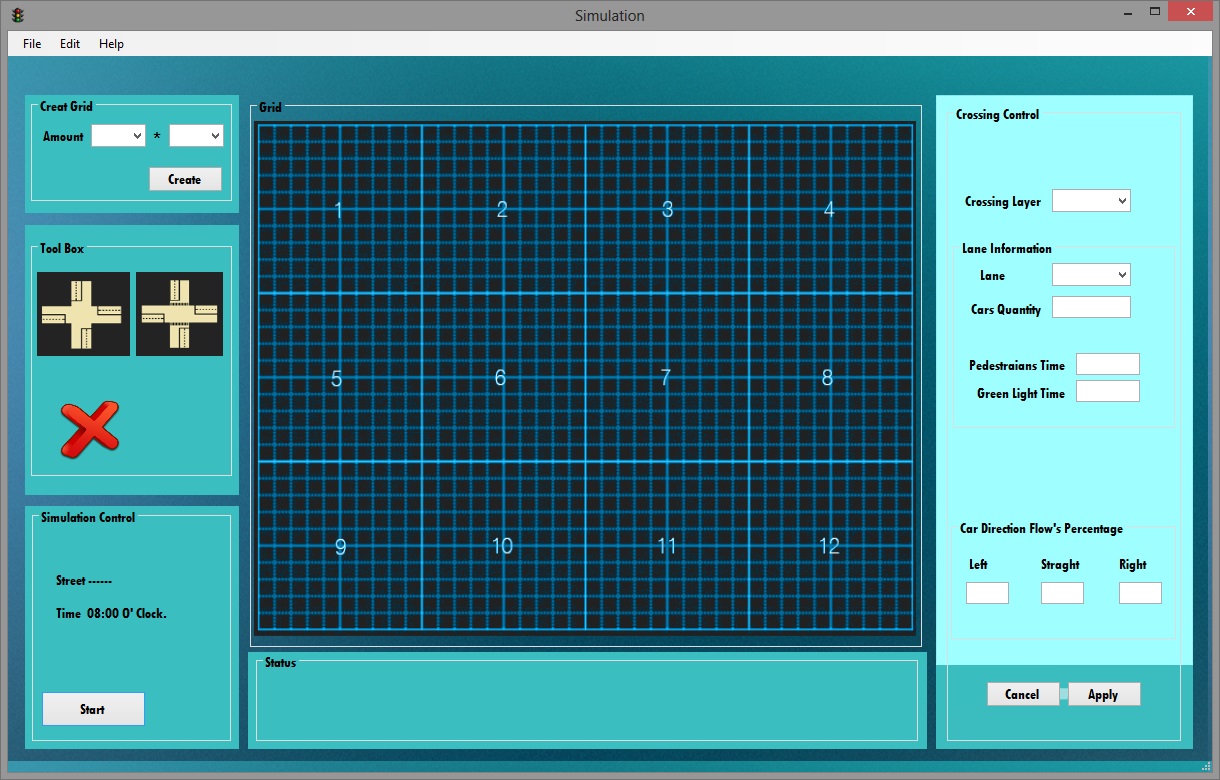 Simulation
File Edit Help
Creat Grid
Amount *
Create
Tool Box
Simulation Control
Street ------
Time 08:00 O' Clock.
Start
Grid
1 2 3 4
5 6 7 8
9 10 11 12
Status
Crossing Control
Crossing Layer
Lane Information
Lane
Cars Quantity
Pedestraians Time
Green Light Time
Car Direction Flow's Percentage
Left Straght Right
Cancel Apply